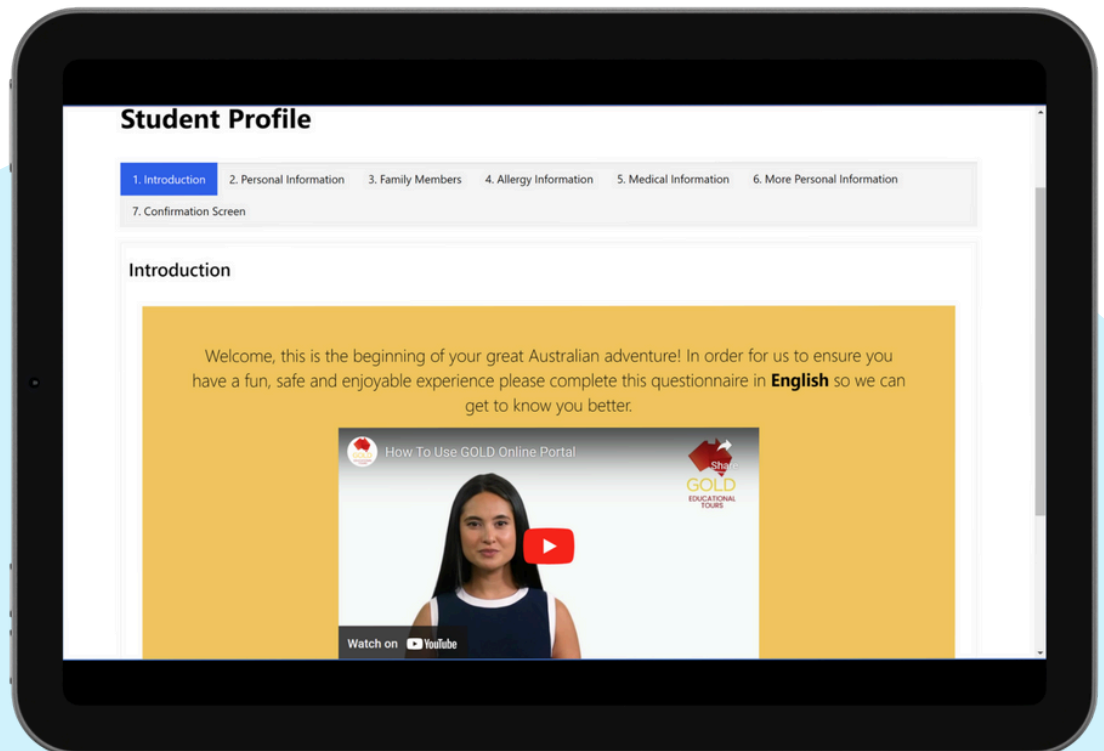 Student Profile
1. Introduction 2. Personal Information 3. Family Members 4. Allergy Information 5. Medical Information 6. More Personal Information
7. Confirmation Screen
Introduction
Welcome, this is the beginning of your great Australian adventure! In order for us to ensure you
have a fun, safe and enjoyable experience please complete this questionnaire in English so we can
get to know you better.
GOLD
How To Use GOLD Online Portal
Share
GOLD
EDUCATIONAL
TOURS
Watch on YouTube